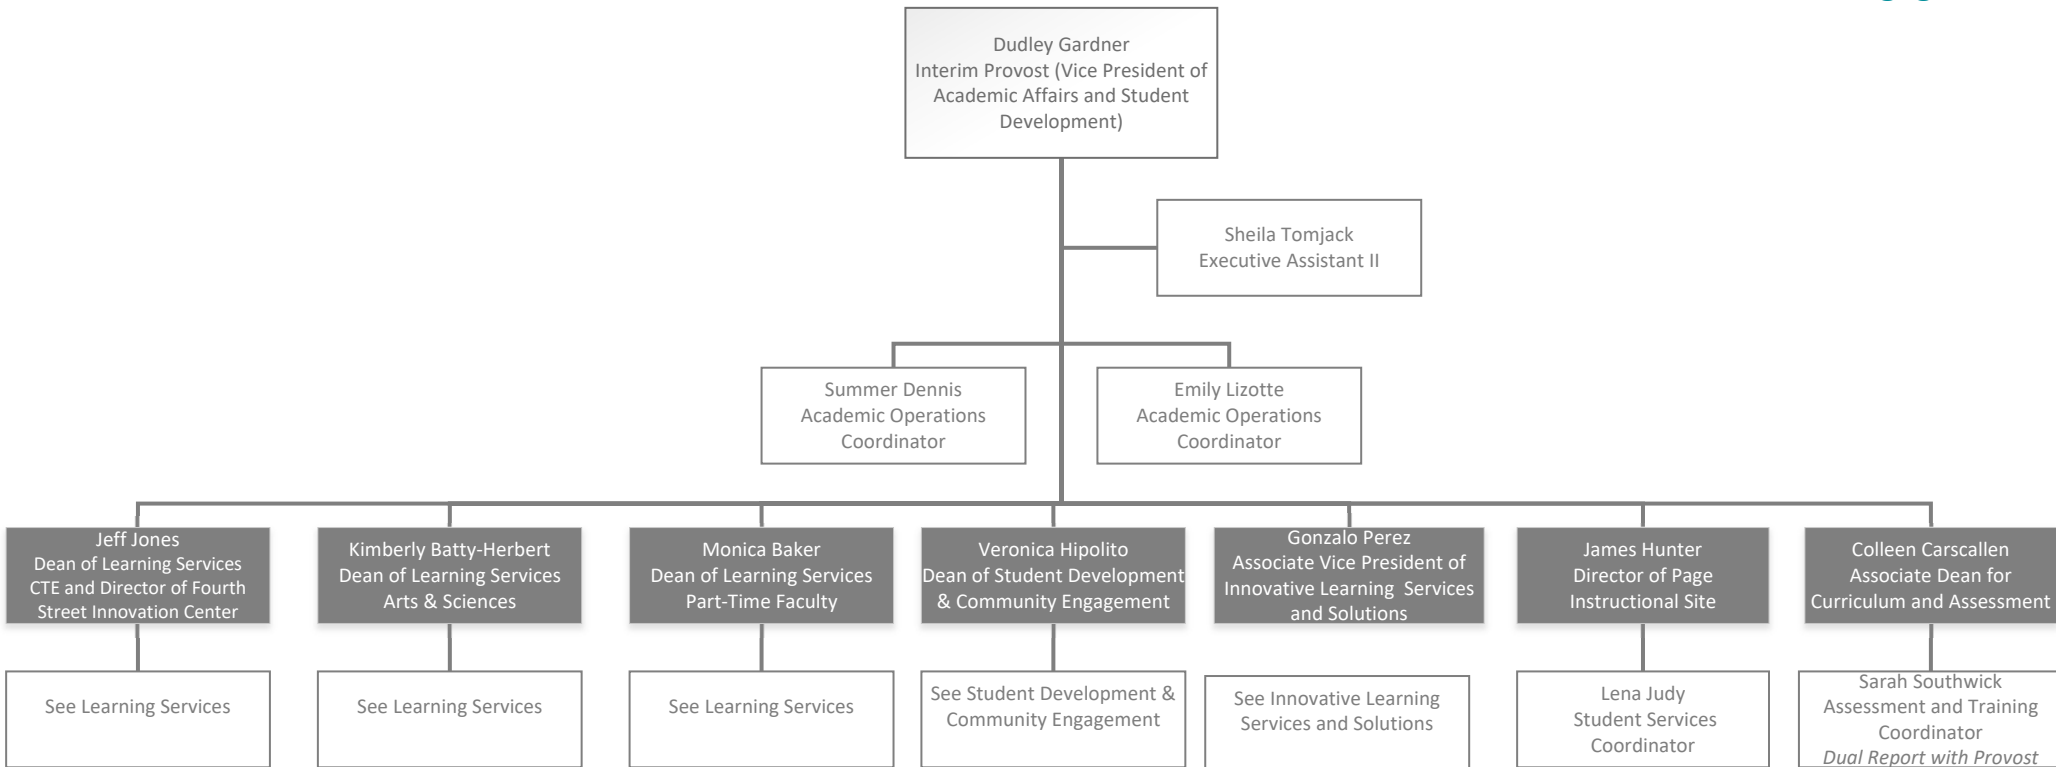 Dudley Gardner
Interim Provost (Vice President of
Academic Affairs and Student
Development)
Sheila Tomjack
Executive Assistant II
Summer Dennis
Academic Operations
Coordinator
Emily Lizotte
Academic Operations
Coordinator
Jeff Jones
Dean of Learning Services
CTE and Director of Fourth
Street Innovation Center
Kimberly Batty-Herbert
Dean of Learning Services
Arts & Sciences
Monica Baker
Dean of Learning Services
Part-Time Faculty
Veronica Hipolito
Dean of Student Development
& Community Engagement
Gonzalo Perez
Associate Vice President of
Innovative Learning  Services
and Solutions
James Hunter
Director of Page
Instructional Site
Colleen Carscallen
Associate Dean for
Curriculum and Assessment
See Learning Services
See Learning Services
See Learning Services
See Student Development &
Community Engagement
See Innovative Learning
Services and Solutions
Lena Judy
Student Services
Coordinator
Sarah Southwick
Assessment and Training
Coordinator
Dual Report with Provost